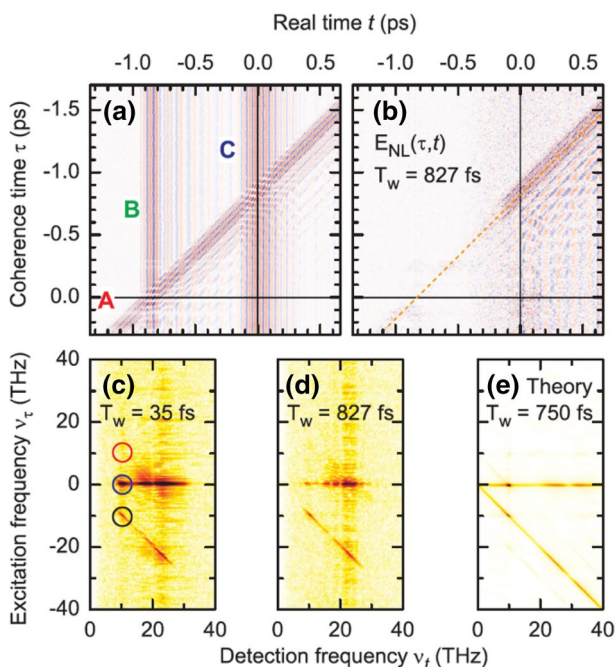 Real time t (ps)
-1.0 -0.5 0.0 0.5 -1.0 -0.5 0.0 0.5
Coherence time τ (ps)
-1.5
-1.0
-0.5
0.0
(a)
C
B
A
(b)
E_NL(τ,t)
T_w = 827 fs
Excitation frequency ν_τ (THz)
40
20
0
-20
-40
(c)
T_w = 35 fs
(d)
T_w = 827 fs
(e) Theory
T_w = 750 fs
0 20 40 0 20 40 0 20 40
Detection frequency ν_t (THz)